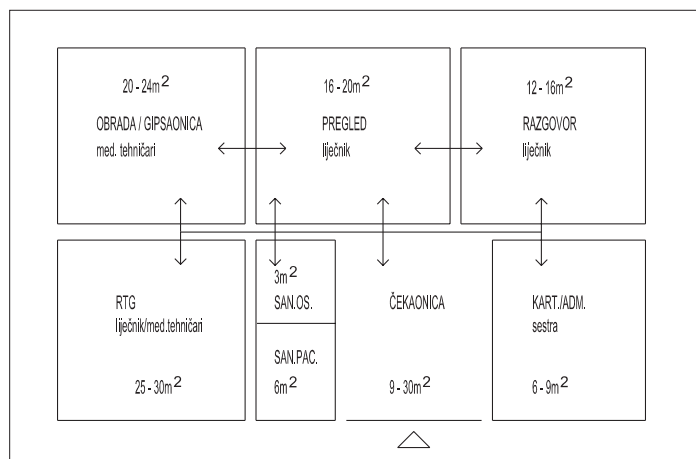 20 - 24m²
OBRADA / GIPSAONICA
med. tehničari
16 - 20m²
PREGLED
liječnik
12 - 16m²
RAZGOVOR
liječnik
RTG
liječnik/med.tehničari
25 - 30m²
3m²
SAN.OS.
SAN.PAC.
6m²
ČEKAONICA
9 - 30m²
KART./ADM.
sestra
6 - 9m²